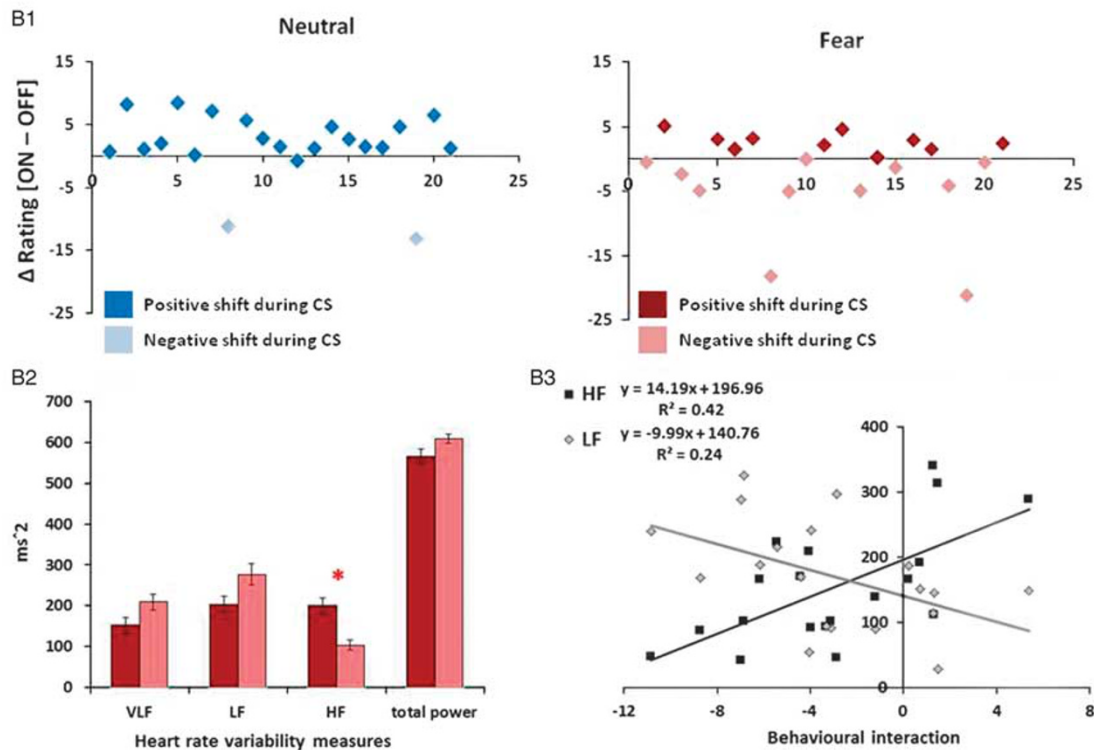 B1
Neutral
Δ Rating [ON – OFF]
15
5
-5
-15
-25
0
5
10
15
20
25
Positive shift during CS
Negative shift during CS
Fear
15
5
-5
-15
-25
0
5
10
15
20
25
Positive shift during CS
Negative shift during CS
B2
ms^2
700
600
500
400
300
200
100
0
*
VLF LF HF total power
Heart rate variability measures
B3
HF y = 14.19x + 196.96
R² = 0.42
LF y = -9.99x + 140.76
R² = 0.24
400
300
200
100
0
-12 -8 -4 0 4 8
Behavioural interaction